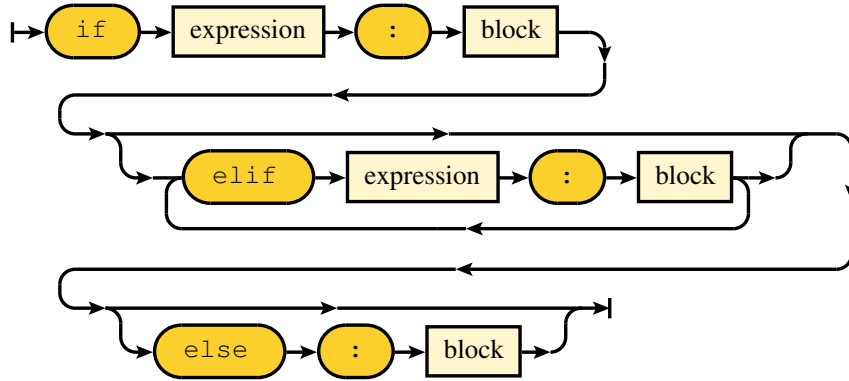 if expression : block
elif expression : block
else : block